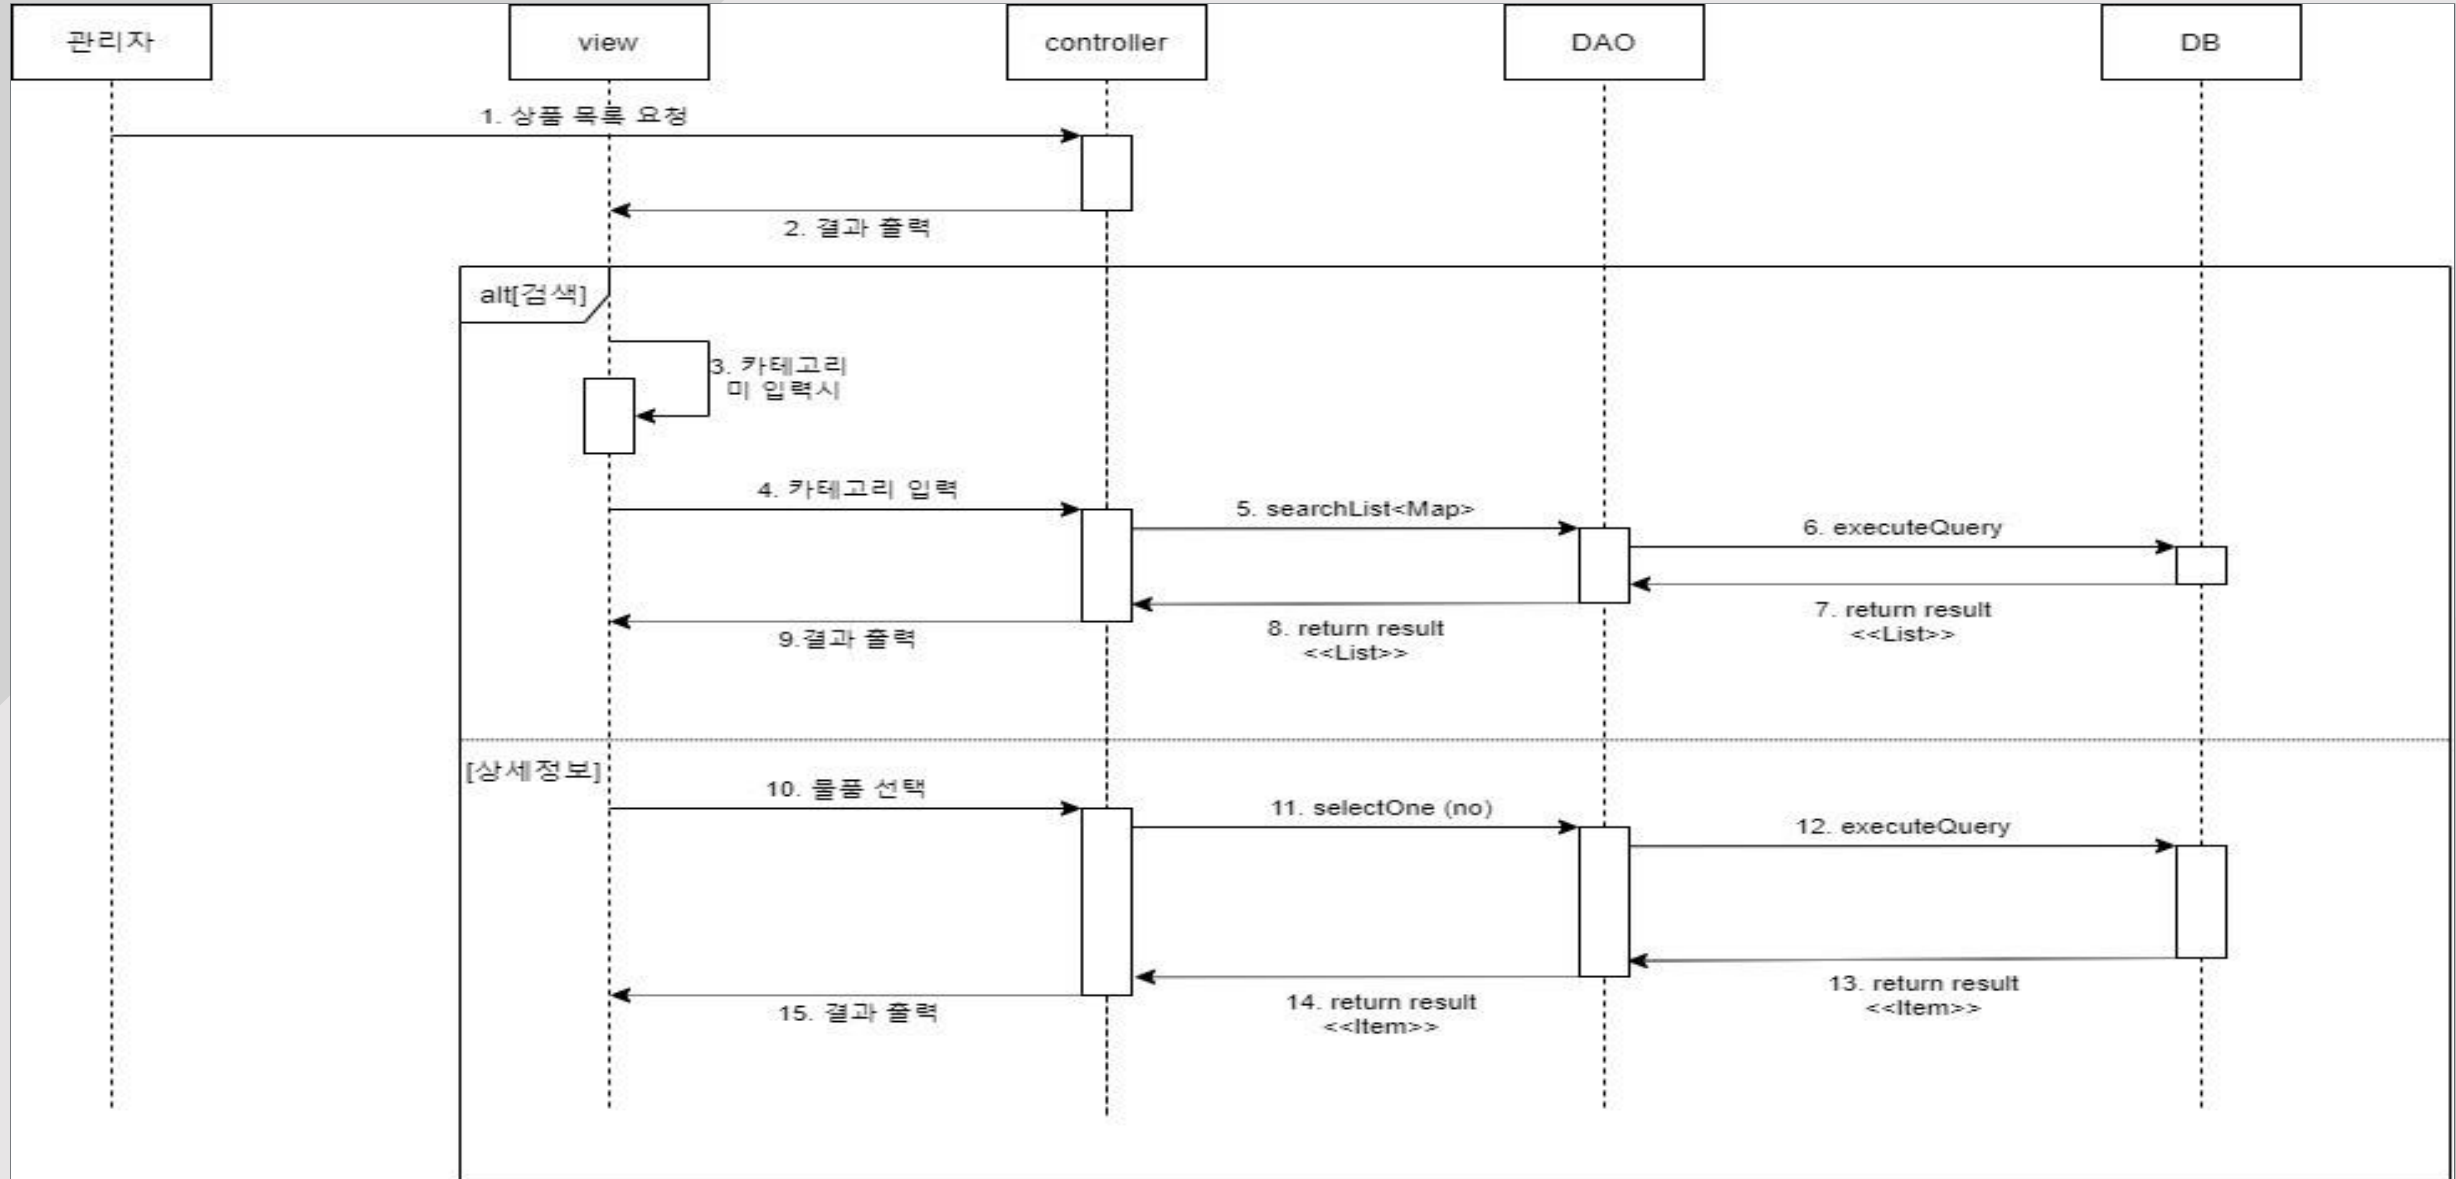 관리자
view
controller
DAO
DB
1. 상품 목록 요청
2. 결과 출력
alt[검색]
3. 카테고리
미 입력시
4. 카테고리 입력
5. searchList<Map>
6. executeQuery
7. return result
<<List>>
8. return result
<<List>>
9.결과 출력
[상세정보]
10. 물품 선택
11. selectOne (no)
12. executeQuery
13. return result
<<Item>>
14. return result
<<Item>>
15. 결과 출력